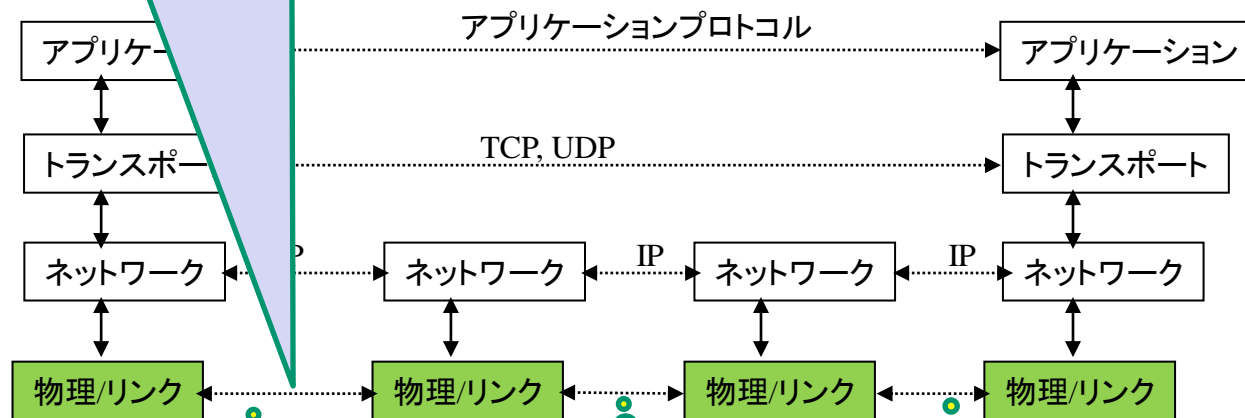 アプリケーションプロトコル
アプリケー
アプリケーション
TCP, UDP
トランスポー
トランスポート
IP
IP
ネットワーク
ネットワーク
ネットワーク
ネットワーク
物理/リンク
物理/リンク
物理/リンク
物理/リンク